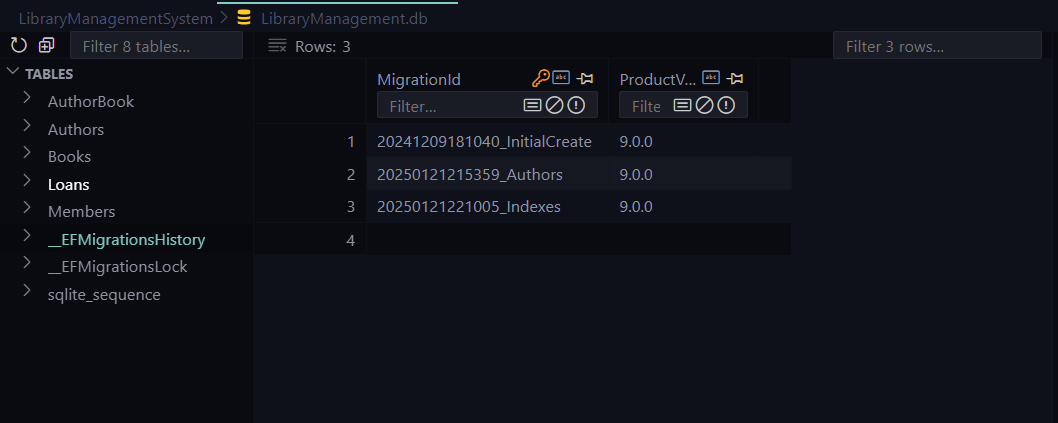 LibraryManagementSystem > LibraryManagement.db
Filter 8 tables...
Rows: 3
Filter 3 rows...
TABLES
AuthorBook
Authors
Books
Loans
Members
__EFMigrationsHistory
__EFMigrationsLock
sqlite_sequence
MigrationId abc ProductV... abc
Filter... Filte
1 20241209181040_InitialCreate 9.0.0
2 20250121215359_Authors 9.0.0
3 20250121221005_Indexes 9.0.0
4